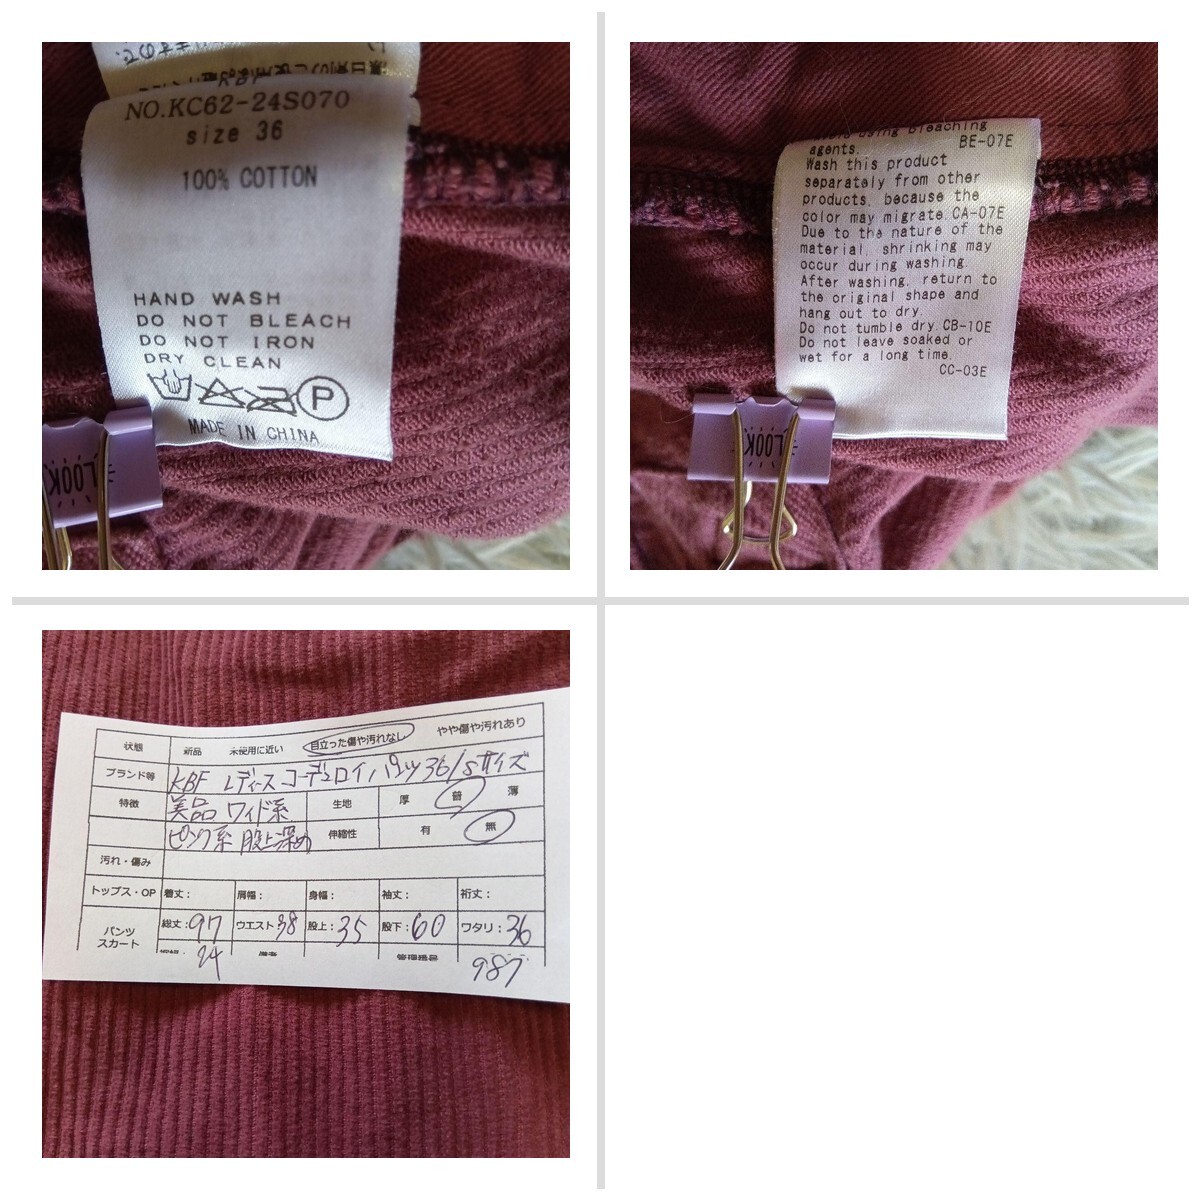 NO.KC62-24S070
size 36
100% COTTON
HAND WASH
DO NOT BLEACH
DO NOT IRON
DRY CLEAN
P
MADE IN CHINA
LOOK
using bleaching
agents. BE-07E
Wash this product
separately from other
products, because the
color may migrate. CA-07E
Due to the nature of the
material, shrinking may
occur during washing.
After washing, return to
the original shape and
hang out to dry.
Do not tumble dry. CB-10E
Do not leave soaked or
wet for a long time.
CC-03E
LOOK
状態 新品 未使用に近い 目立った傷や汚れなし やや傷や汚れあり
ブランド等 KBF レディース コーデュロイパンツ 36/Sサイズ
特徴 美品 ワイド系 生地 厚 普 薄
ピンク系 股上深め 伸縮性 有 無
汚れ・傷み
トップス・OP 着丈： 肩幅： 身幅： 袖丈： 裄丈：
パンツ スカート 総丈：97 ウエスト 38 股上：35 股下：60 ワタリ：36
24 備考 管理番号 987